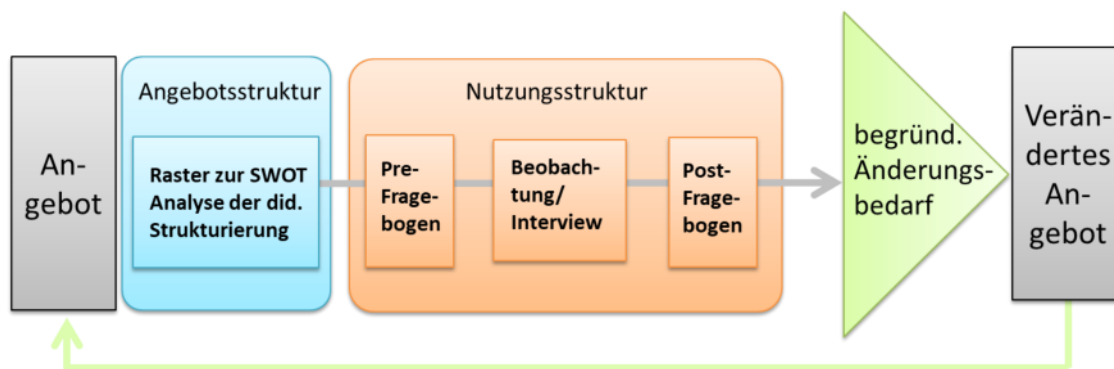 An-
gebot
Angebotsstruktur
Raster zur SWOT
Analyse der did.
Strukturierung
Nutzungsstruktur
Pre-
Frage-
bogen
Beobach-
tung/
Interview
Post-
Frage-
bogen
begründ.
Änderungs-
bedarf
Verän-
dertes
An-
gebot